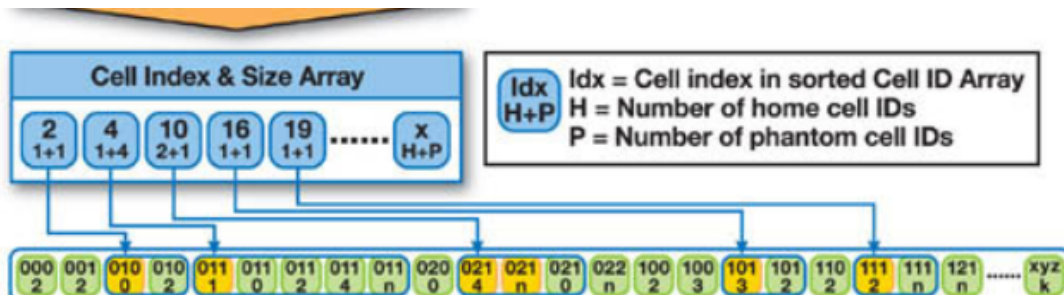 Cell Index & Size Array
2 4 10 16 19 ...... x
1+1 1+4 2+1 1+1 1+1 H+P
Idx
H+P
Idx = Cell index in sorted Cell ID Array
H = Number of home cell IDs
P = Number of phantom cell IDs
000 001 010 010 011 011 011 011 011 020 021 021 021 022 100 100 101 101 110 111 111 121 ...... xyz
2 2 0 2 1 0 2 4 n 0 4 n 0 n 2 3 3 2 2 2 n n k